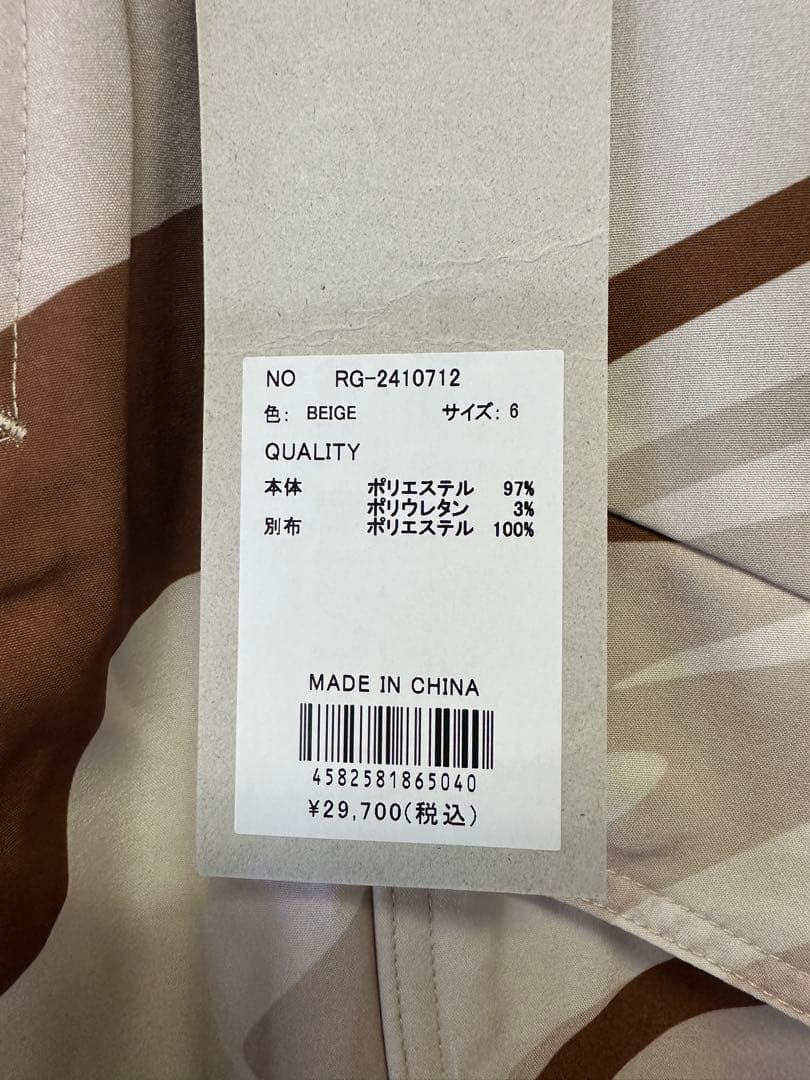 NO RG-2410712
色: BEIGE サイズ: 6
QUALITY
本体 ポリエステル 97%
ポリウレタン 3%
別布 ポリエステル 100%
MADE IN CHINA
4582581865040
¥29,700(税込)